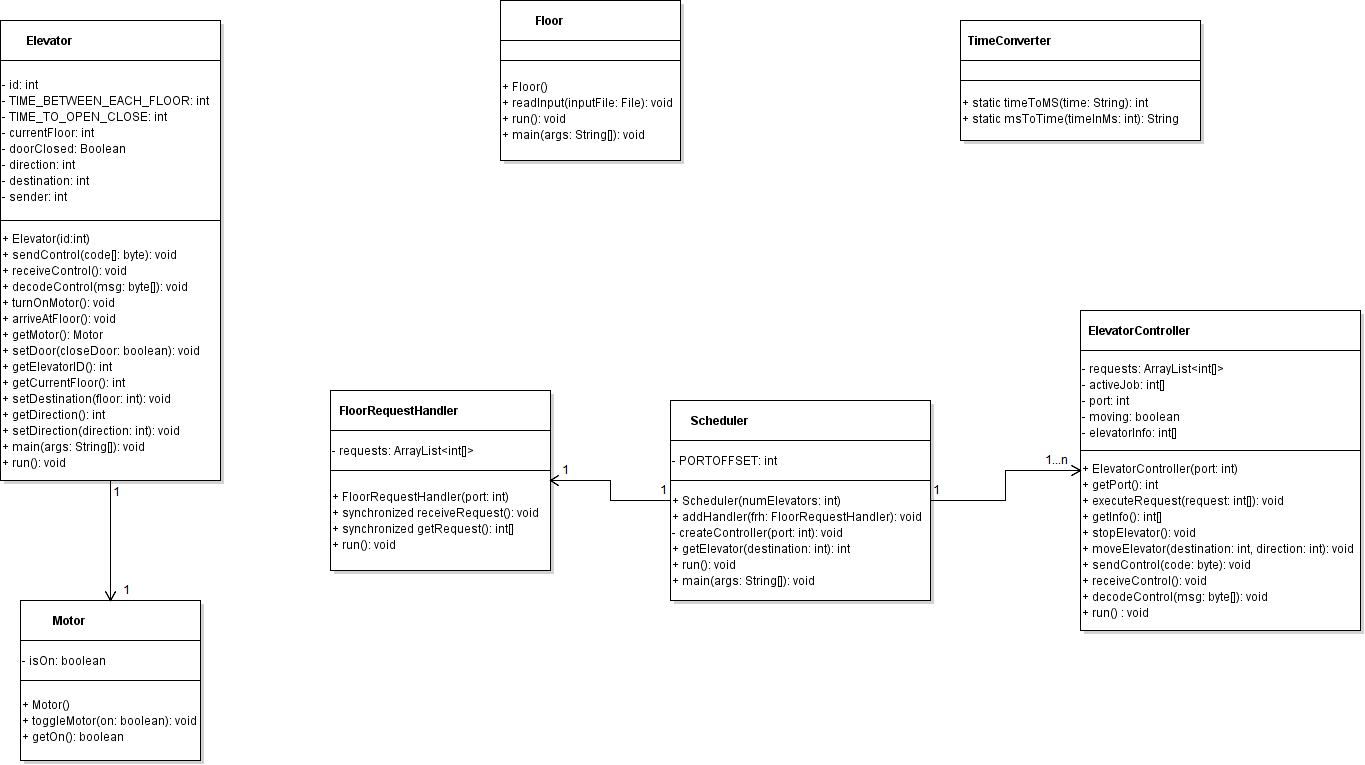 Elevator
- id: int
- TIME_BETWEEN_EACH_FLOOR: int
- TIME_TO_OPEN_CLOSE: int
- currentFloor: int
- doorClosed: Boolean
- direction: int
- destination: int
- sender: int
+ Elevator(id:int)
+ sendControl(code[]: byte): void
+ receiveControl(): void
+ decodeControl(msg: byte[]): void
+ turnOnMotor(): void
+ arriveAtFloor(): void
+ getMotor(): Motor
+ setDoor(closeDoor: boolean): void
+ getElevatorID(): int
+ getCurrentFloor(): int
+ setDestination(floor: int): void
+ getDirection(): int
+ setDirection(direction: int): void
+ main(args: String[]): void
+ run(): void
1
1
Motor
- isOn: boolean
+ Motor()
+ toggleMotor(on: boolean): void
+ getOn(): boolean
Floor
+ Floor()
+ readInput(inputFile: File): void
+ run(): void
+ main(args: String[]): void
TimeConverter
+ static timeToMS(time: String): int
+ static msToTime(timeInMs: int): String
FloorRequestHandler
- requests: ArrayList<int[]>
+ FloorRequestHandler(port: int)
+ synchronized receiveRequest(): void
+ synchronized getRequest(): int[]
+ run(): void
1
1
Scheduler
- PORTOFFSET: int
+ Scheduler(numElevators: int)
+ addHandler(frh: FloorRequestHandler): void
- createController(port: int): void
+ getElevator(destination: int): int
+ run(): void
+ main(args: String[]): void
1
1...n
ElevatorController
- requests: ArrayList<int[]>
- activeJob: int[]
- port: int
- moving: boolean
- elevatorInfo: int[]
+ ElevatorController(port: int)
+ getPort(): int
+ executeRequest(request: int[]): void
+ getInfo(): int[]
+ stopElevator(): void
+ moveElevator(destination: int, direction: int): void
+ sendControl(code: byte): void
+ receiveControl(): void
+ decodeControl(msg: byte[]): void
+ run() : void